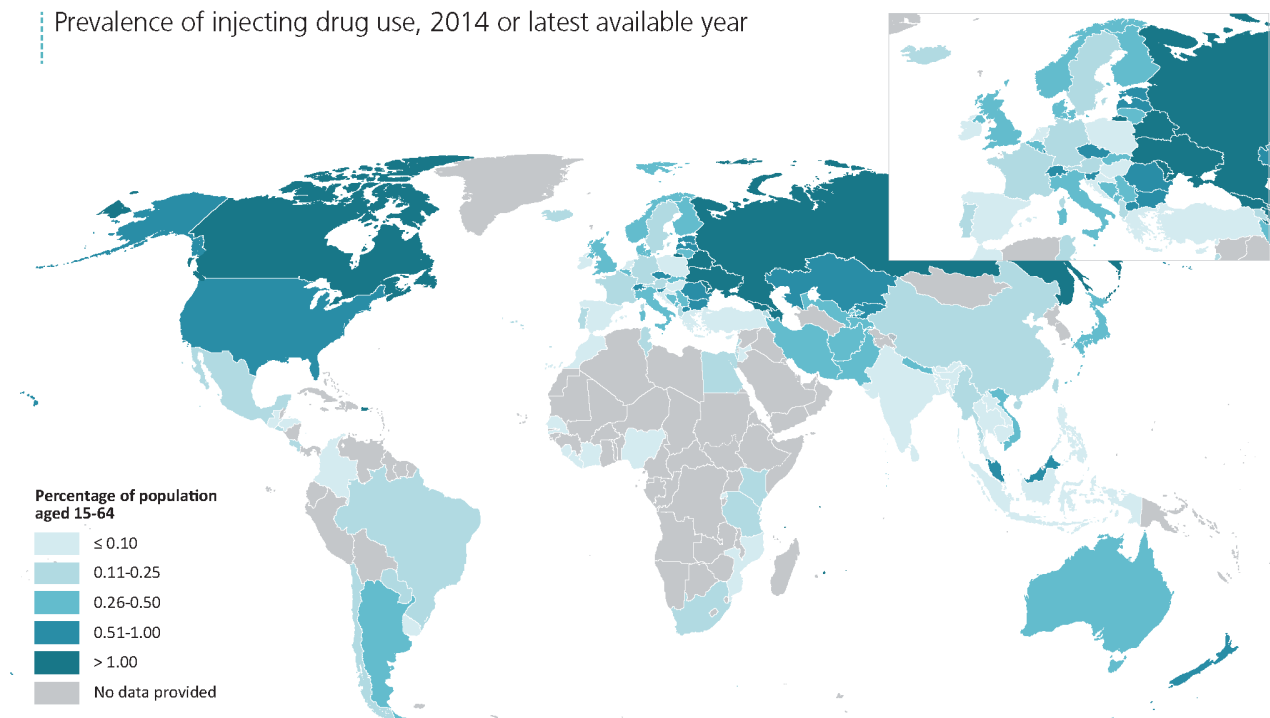 Prevalence of injecting drug use, 2014 or latest available year
Percentage of population
aged 15-64
≤ 0.10
0.11-0.25
0.26-0.50
0.51-1.00
> 1.00
No data provided